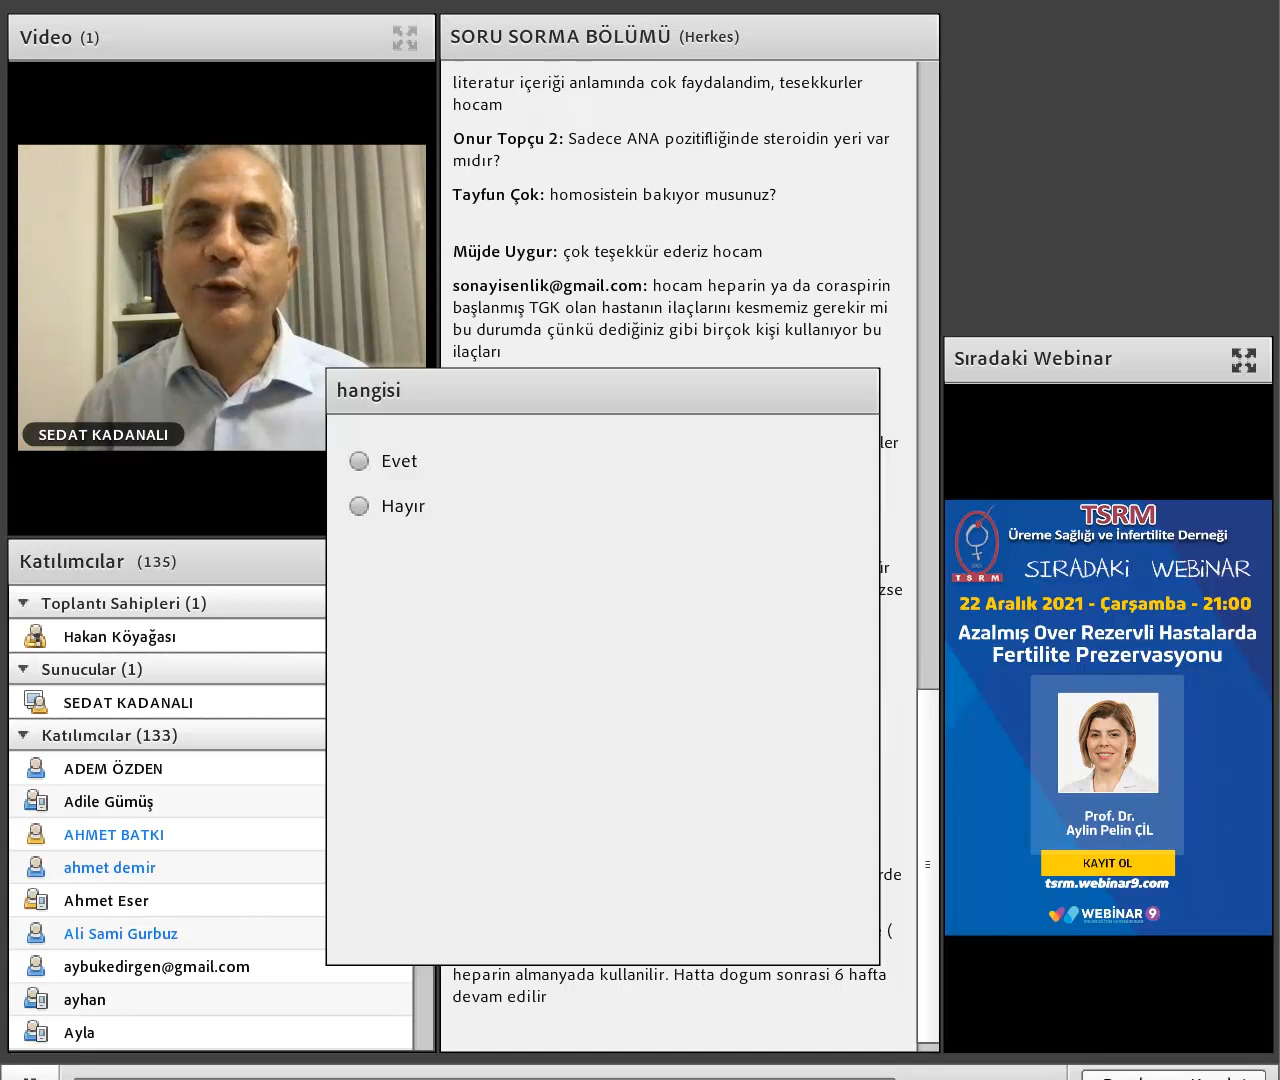 Video (1)
SEDAT KADANALI
SORU SORMA BÖLÜMÜ (Herkes)
literatur içeriği anlamında cok faydalandim, tesekkurler
hocam
Onur Topçu 2: Sadece ANA pozitifliğinde steroidin yeri var
mıdır?
Tayfun Çok: homosistein bakıyor musunuz?
Müjde Uygur: çok teşekkür ederiz hocam
sonayisenlik@gmail.com: hocam heparin ya da coraspirin
başlanmış TGK olan hastanın ilaçlarını kesmemiz gerekir mi
bu durumda çünkü dediğiniz gibi birçok kişi kullanıyor bu
ilaçları
hangisi
Evet
Hayır
heparin almanyada kullanilir. Hatta dogum sonrasi 6 hafta
devam edilir
Katılımcılar (135)
Toplantı Sahipleri (1)
Hakan Köyağası
Sunucular (1)
SEDAT KADANALI
Katılımcılar (133)
ADEM ÖZDEN
Adile Gümüş
AHMET BATKI
ahmet demir
Ahmet Eser
Ali Sami Gurbuz
aybukedirgen@gmail.com
ayhan
Ayla
Sıradaki Webinar
TSRM
Üreme Sağlığı ve İnfertilite Derneği
TSRM
SIRADAKİ WEBİNAR
22 Aralık 2021 - Çarşamba - 21:00
Azalmış Over Rezervli Hastalarda
Fertilite Prezervasyonu
Prof. Dr.
Aylin Pelin ÇİL
KAYIT OL
tsrm.webinar9.com
WEBİNAR 9